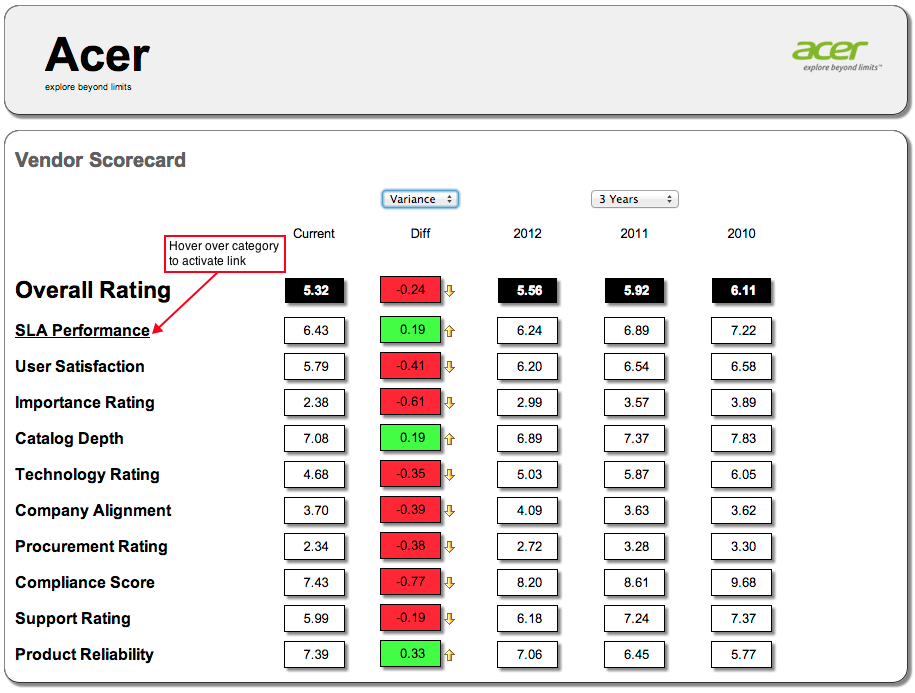 Acer
explore beyond limits
acer
explore beyond limits™
Vendor Scorecard
Variance 3 Years
Current Diff 2012 2011 2010
Hover over category
to activate link
Overall Rating 5.32 -0.24 5.56 5.92 6.11
SLA Performance 6.43 0.19 6.24 6.89 7.22
User Satisfaction 5.79 -0.41 6.20 6.54 6.58
Importance Rating 2.38 -0.61 2.99 3.57 3.89
Catalog Depth 7.08 0.19 6.89 7.37 7.83
Technology Rating 4.68 -0.35 5.03 5.87 6.05
Company Alignment 3.70 -0.39 4.09 3.63 3.62
Procurement Rating 2.34 -0.38 2.72 3.28 3.30
Compliance Score 7.43 -0.77 8.20 8.61 9.68
Support Rating 5.99 -0.19 6.18 7.24 7.37
Product Reliability 7.39 0.33 7.06 6.45 5.77